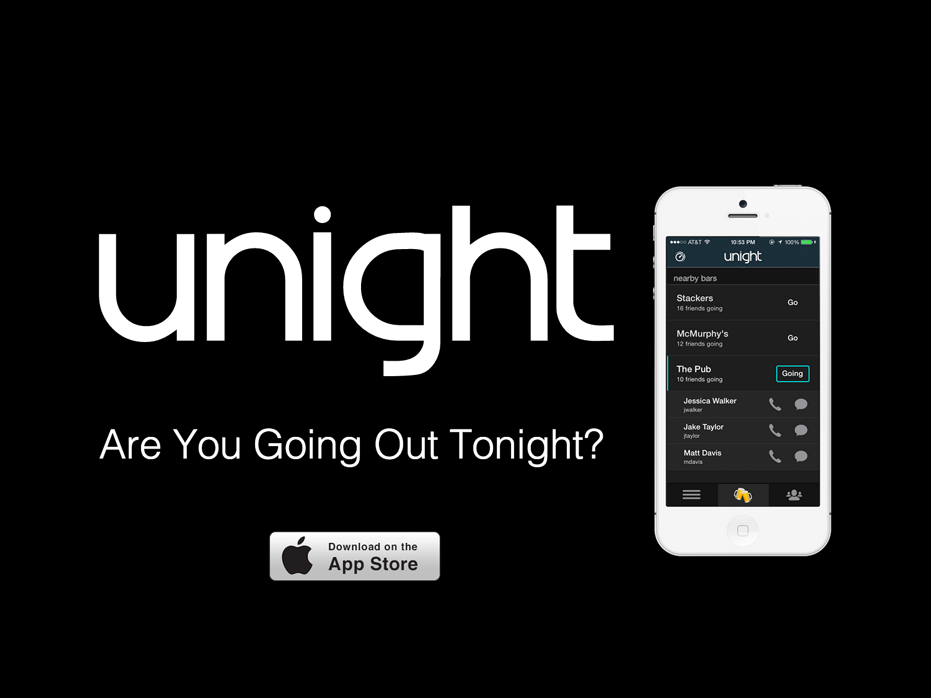 unight
Are You Going Out Tonight?
Download on the
App Store
AT&T 10:53 PM 100%
unight
nearby bars
Stackers
16 friends going
Go
McMurphy's
12 friends going
Go
The Pub
10 friends going
Going
Jessica Walker
jwalker
Jake Taylor
jtaylor
Matt Davis
mdavis